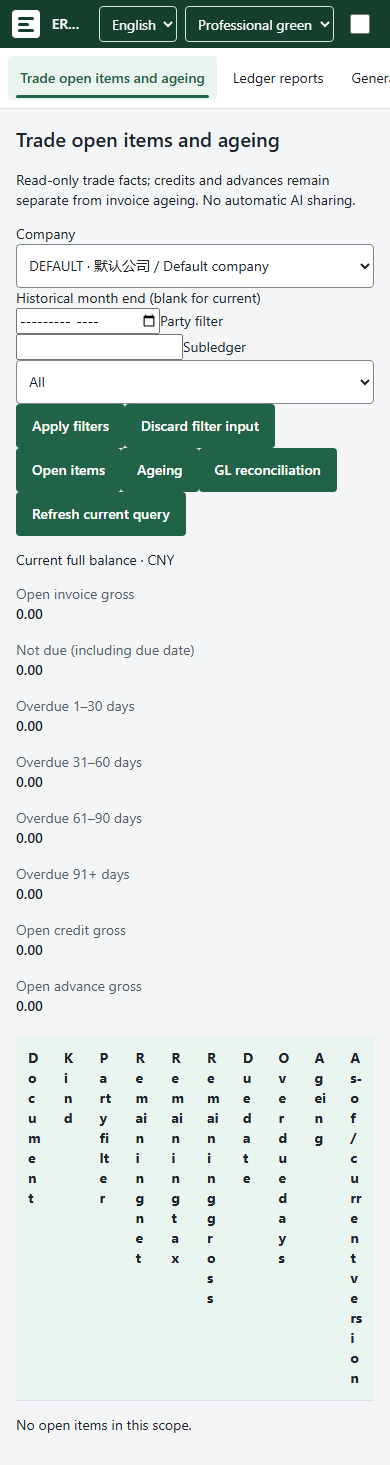 ER...
English
Professional green
Trade open items and ageing
Ledger reports
Genera
Trade open items and ageing
Read-only trade facts; credits and advances remain
separate from invoice ageing. No automatic AI sharing.
Company
DEFAULT · 默认公司 / Default company
Historical month end (blank for current)
--------- ----
Party filter
Subledger
All
Apply filters
Discard filter input
Open items
Ageing
GL reconciliation
Refresh current query
Current full balance · CNY
Open invoice gross
0.00
Not due (including due date)
0.00
Overdue 1–30 days
0.00
Overdue 31–60 days
0.00
Overdue 61–90 days
0.00
Overdue 91+ days
0.00
Open credit gross
0.00
Open advance gross
0.00
Document
Kind
Party filter
Remaining net
Remaining tax
Remaining gross
Due date
Overdue days
Ageing
As-of / current version
No open items in this scope.